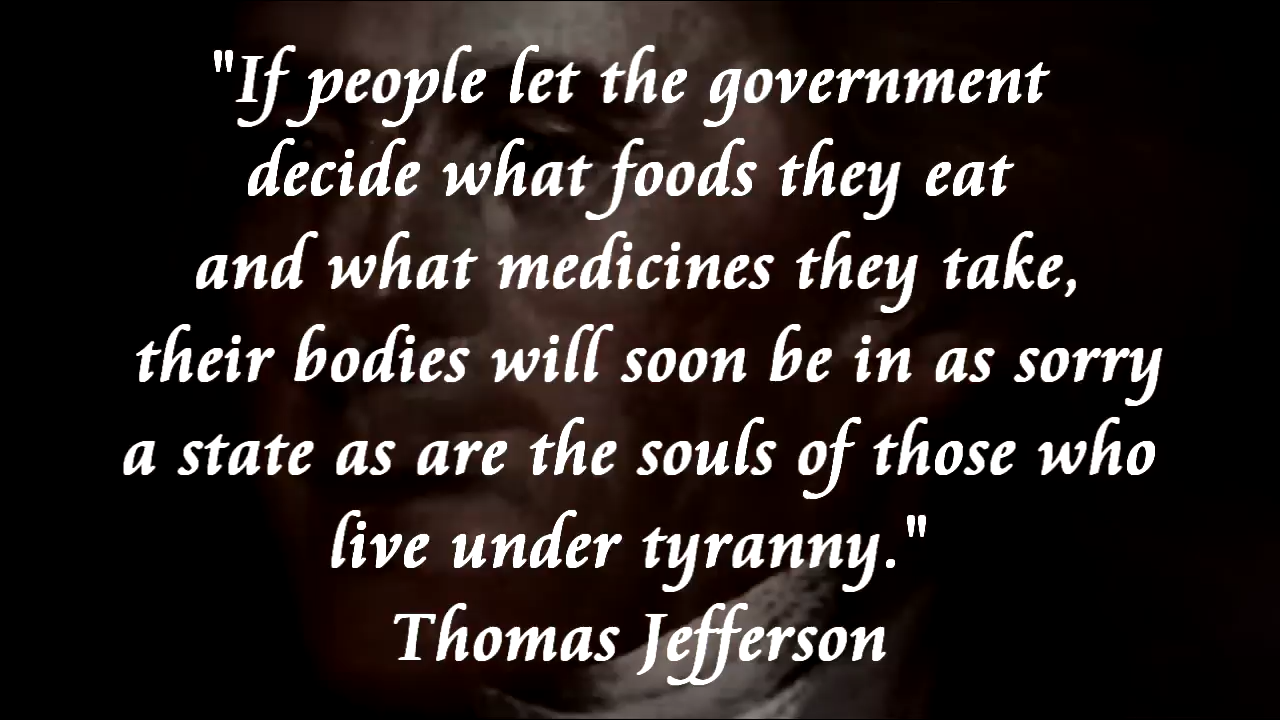 "If people let the government
decide what foods they eat
and what medicines they take,
their bodies will soon be in as sorry
a state as are the souls of those who
live under tyranny."
Thomas Jefferson